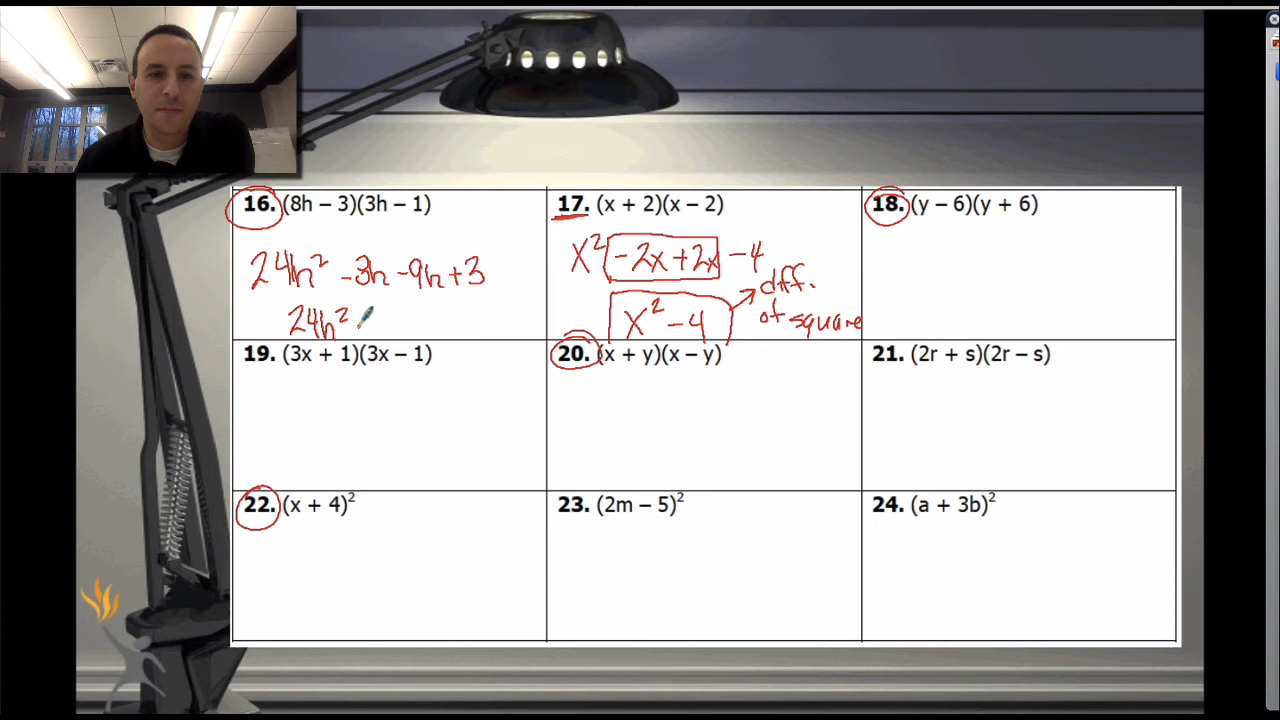 16. (8h – 3)(3h – 1)
24h² -3h -9h +3
24h²
17. (x + 2)(x – 2)
x² -2x +2x -4
x² -4
diff.
of square
18. (y – 6)(y + 6)
19. (3x + 1)(3x – 1)
20. (x + y)(x – y)
21. (2r + s)(2r – s)
22. (x + 4)²
23. (2m – 5)²
24. (a + 3b)²